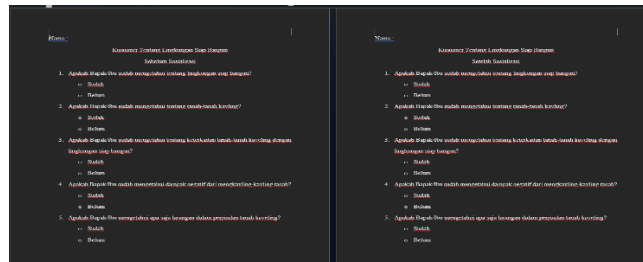 Nama :
Kuisioner Tentang Lingkungan Siap Bangun
Sebelum Sosialisasi
1. Apakah Bapak/Ibu sudah mengetahui tentang lingkungan siap bangun?
o Sudah
o Belum
2. Apakah Bapak/Ibu sudah mengetahui tentang tanah-tanah kavling?
o Sudah
o Belum
3. Apakah Bapak/Ibu sudah mengetahui tentang keterkaitan tanah-tanah kaveling dengan
lingkungan siap bangun?
o Sudah
o Belum
4. Apakah Bapak/Ibu sudah mengetahui dampak negatif dari mengkavling-kavling tanah?
o Sudah
o Belum
5. Apakah Bapak/Ibu mengetahui apa saja larangan dalam penjualan tanah kaveling?
o Sudah
o Belum
Nama :
Kuisioner Tentang Lingkungan Siap Bangun
Setelah Sosialisasi
1. Apakah Bapak/Ibu sudah mengetahui tentang lingkungan siap bangun?
o Sudah
o Belum
2. Apakah Bapak/Ibu sudah mengetahui tentang tanah-tanah kavling?
o Sudah
o Belum
3. Apakah Bapak/Ibu sudah mengetahui tentang keterkaitan tanah-tanah kaveling dengan
lingkungan siap bangun?
o Sudah
o Belum
4. Apakah Bapak/Ibu sudah mengetahui dampak negatif dari mengkavling-kavling tanah?
o Sudah
o Belum
5. Apakah Bapak/Ibu mengetahui apa saja larangan dalam penjualan tanah kaveling?
o Sudah
o Belum